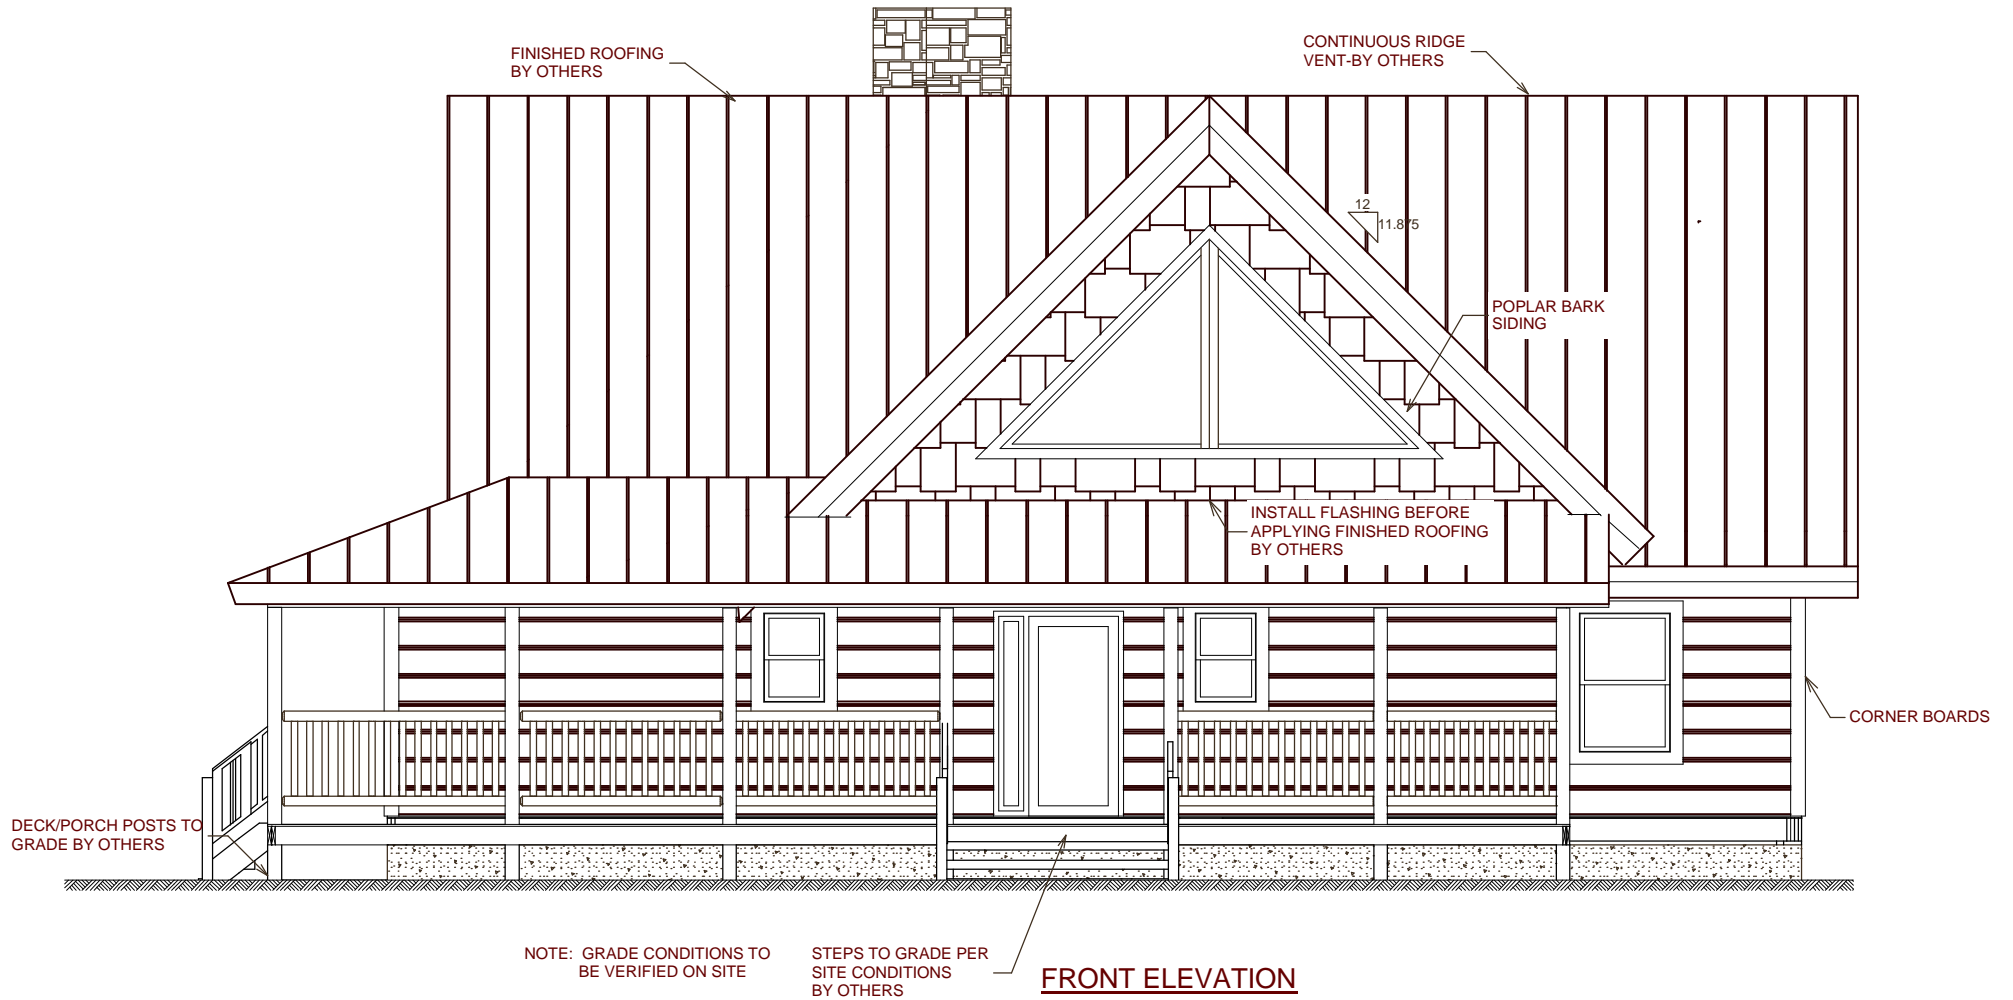 FINISHED ROOFING
BY OTHERS
CONTINUOUS RIDGE
VENT-BY OTHERS
12
11.875
POPLAR BARK
SIDING
INSTALL FLASHING BEFORE
APPLYING FINISHED ROOFING
BY OTHERS
CORNER BOARDS
DECK/PORCH POSTS TO
GRADE BY OTHERS
NOTE: GRADE CONDITIONS TO
BE VERIFIED ON SITE
STEPS TO GRADE PER
SITE CONDITIONS
BY OTHERS
FRONT ELEVATION